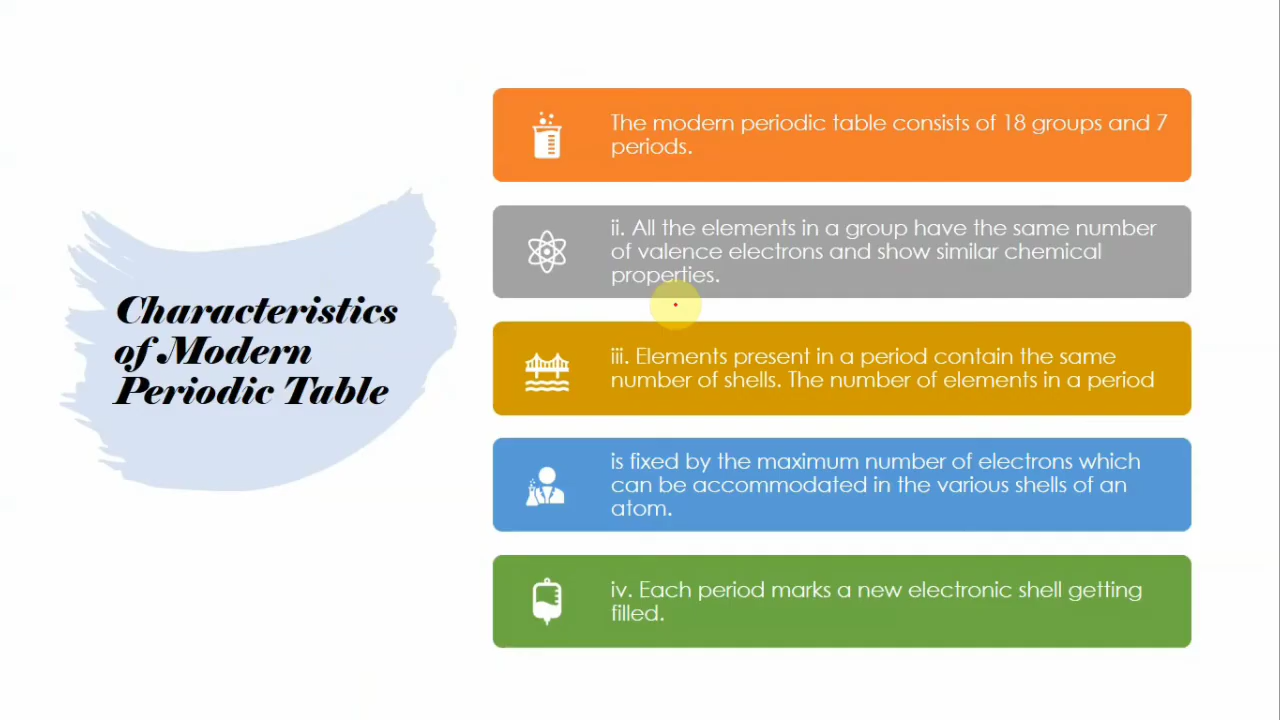 Characteristics
of Modern
Periodic Table
The modern periodic table consists of 18 groups and 7
periods.
ii. All the elements in a group have the same number
of valence electrons and show similar chemical
properties.
iii. Elements present in a period contain the same
number of shells. The number of elements in a period
is fixed by the maximum number of electrons which
can be accommodated in the various shells of an
atom.
iv. Each period marks a new electronic shell getting
filled.